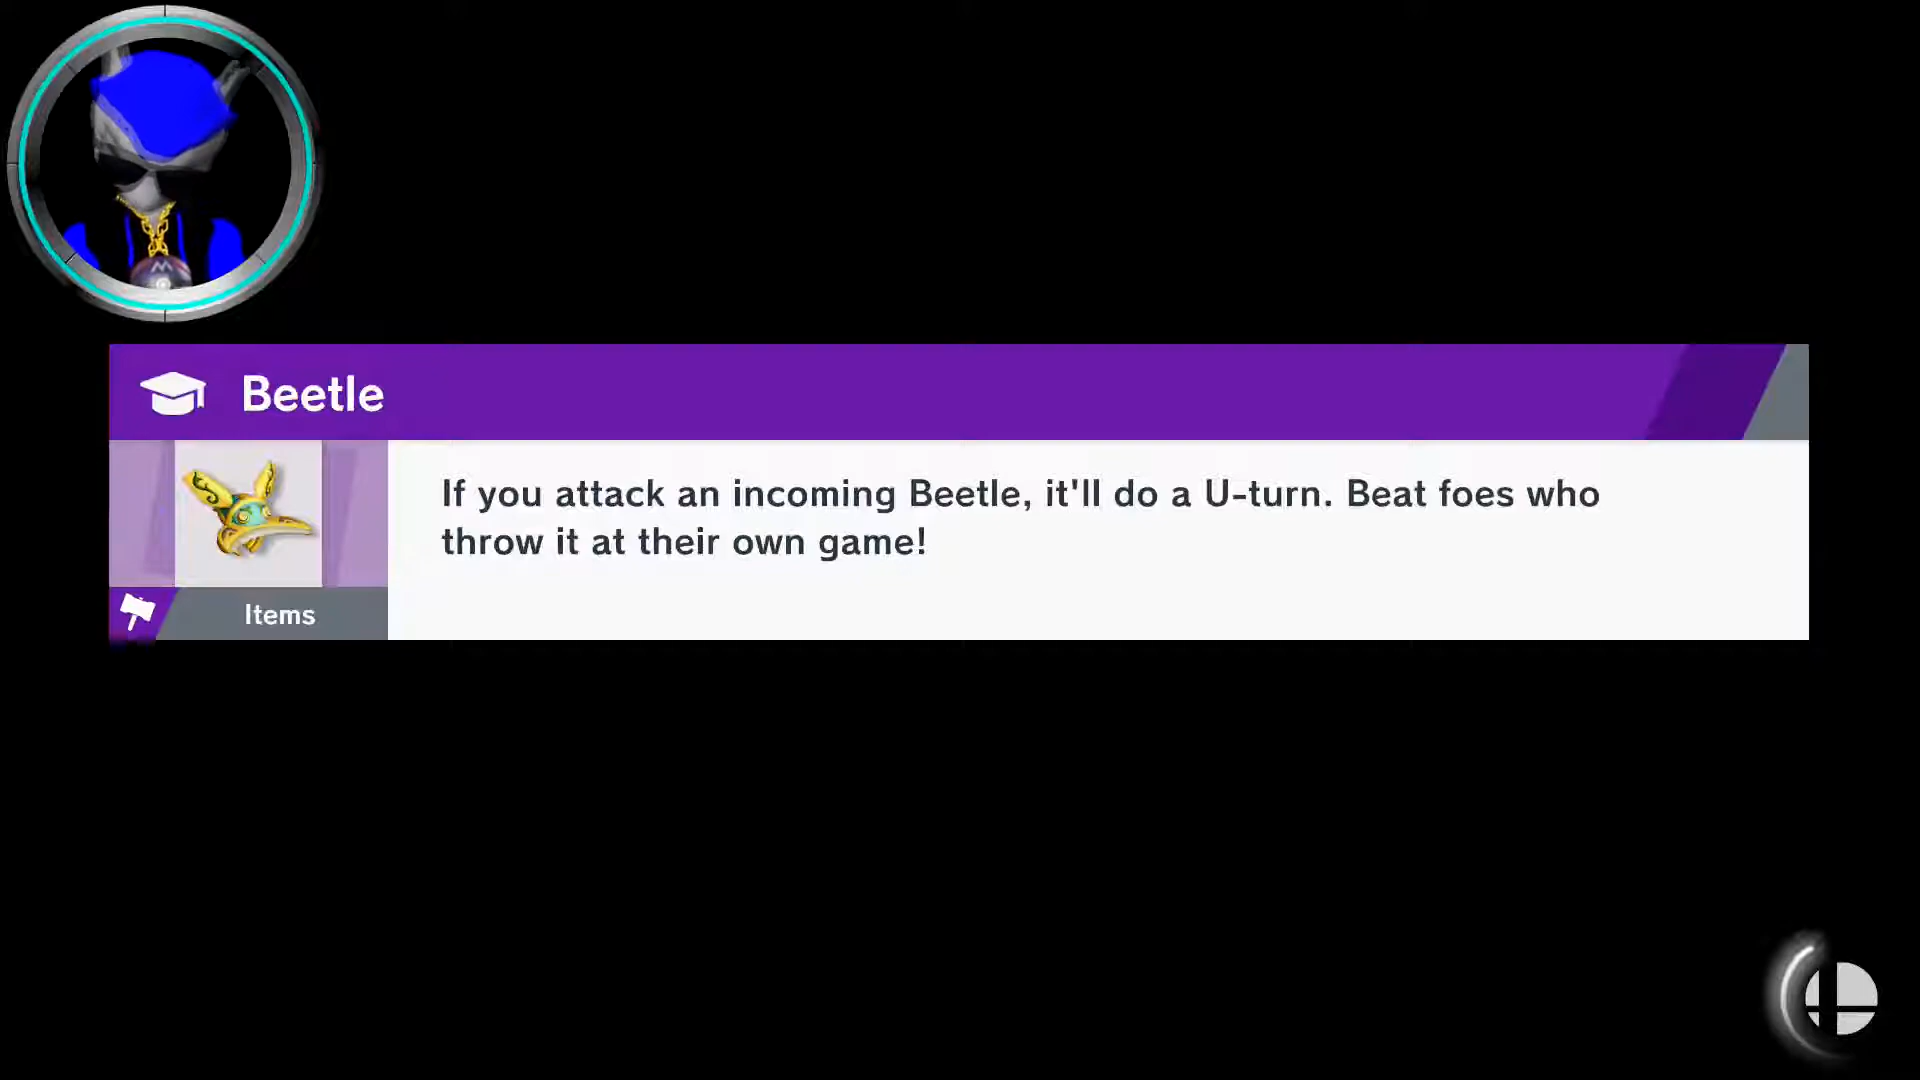 Beetle
If you attack an incoming Beetle, it'll do a U-turn. Beat foes who
throw it at their own game!
Items
M